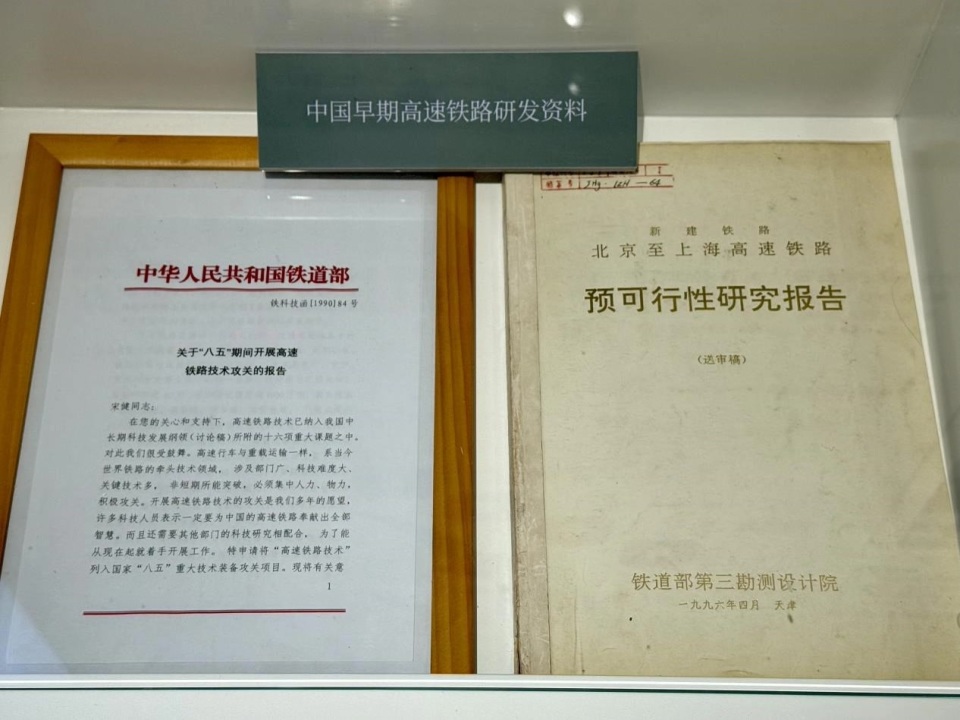 中国早期高速铁路研发资料
中华人民共和国铁道部
铁科技函[1990]84号
关于“八五”期间开展高速
铁路技术攻关的报告
宋健同志:
在您的关心和支持下,高速铁路技术已纳入我国中
长期科技发展纲领(讨论稿)所附的十六项重大课题之中。
对此我们很受鼓舞。高速行车与重载运输一样,系当今
世界铁路的牵头技术领域,涉及部门广、科技难度大、
关键技术多,非短期所能突破,必须集中人力、物力,
积极攻关。开展高速铁路技术的攻关是我们多年的愿望,
许多科技人员表示一定要为中国的高速铁路奉献出全部
智慧。而且还需要其他部门的科技研究相配合,为了能
从现在起就着手开展工作。特申请将“高速铁路技术”
列入国家“八五”重大技术装备攻关项目。现将有关意
1
新建铁路
北京至上海高速铁路
预可行性研究报告
(送审稿)
铁道部第三勘测设计院
一九九六年四月 天津